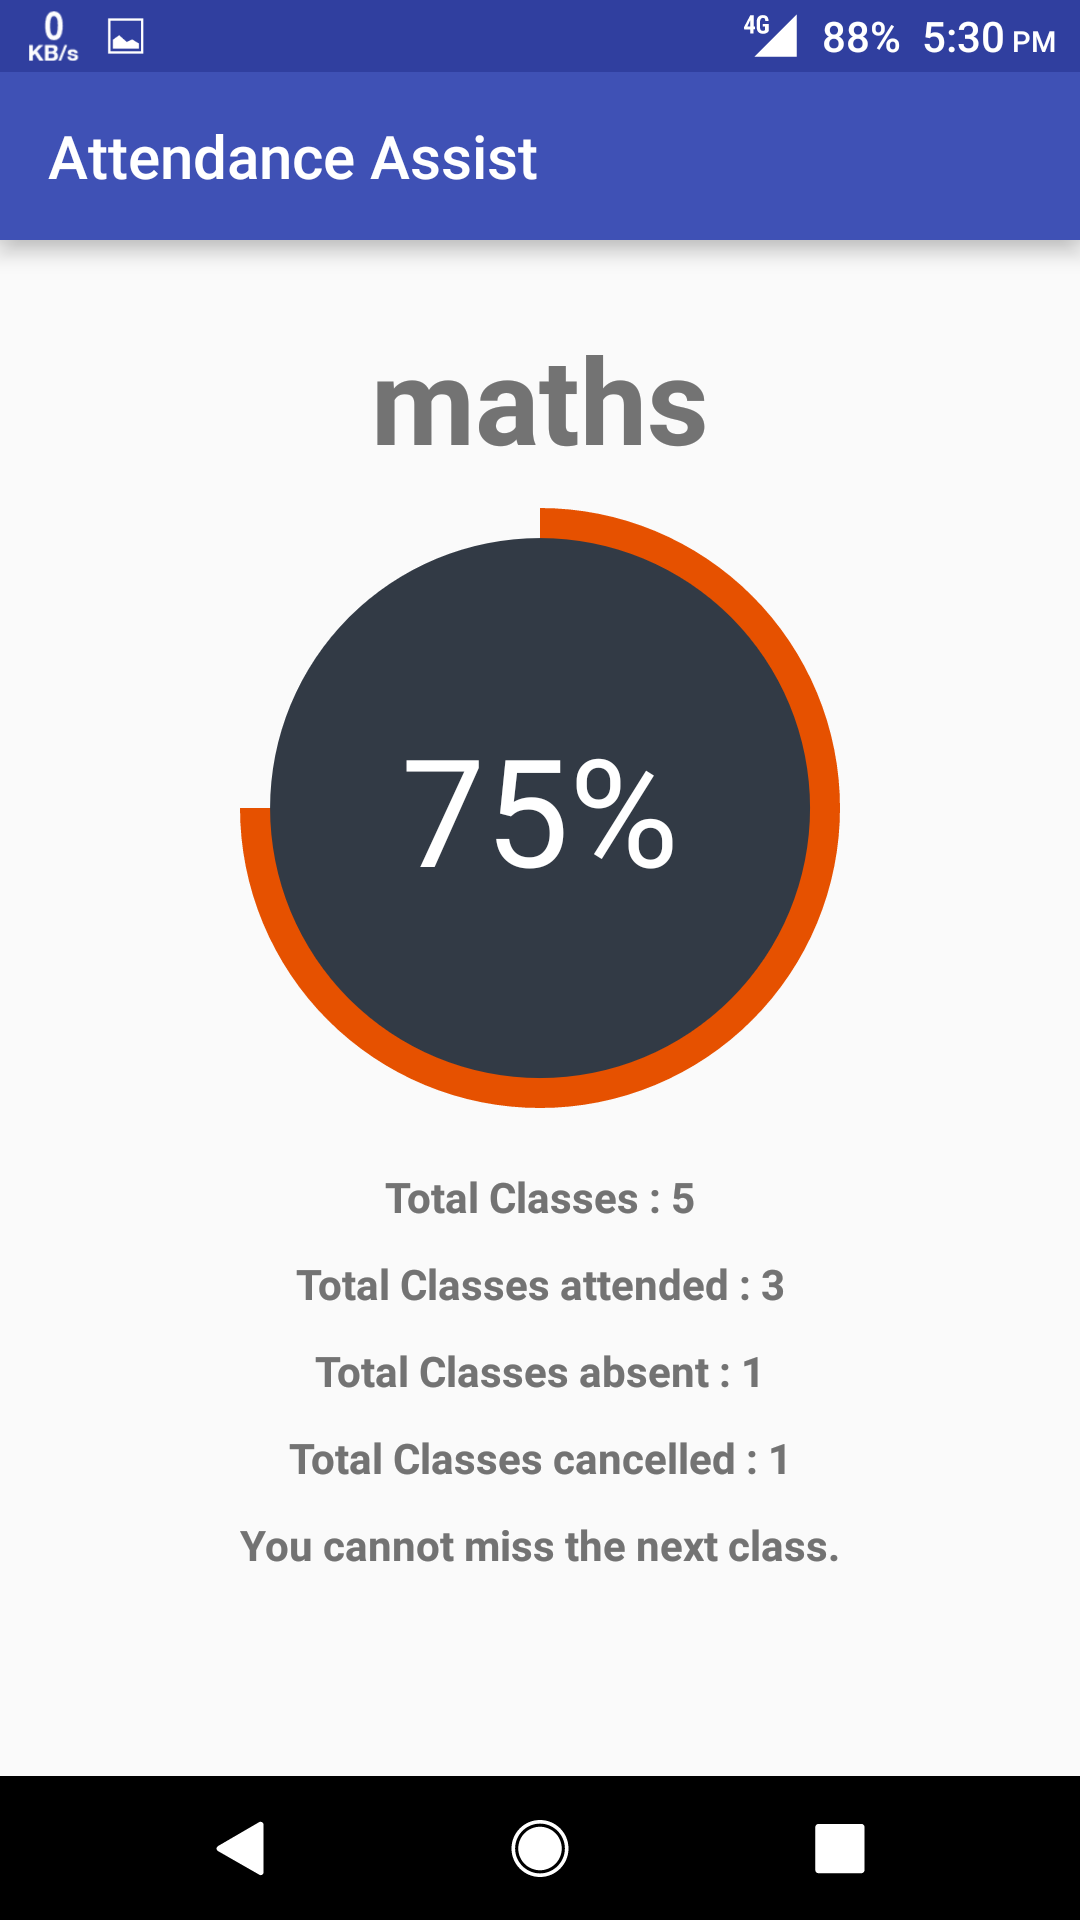 0
KB/s
4G 88% 5:30 PM
Attendance Assist
maths
75%
Total Classes : 5
Total Classes attended : 3
Total Classes absent : 1
Total Classes cancelled : 1
You cannot miss the next class.